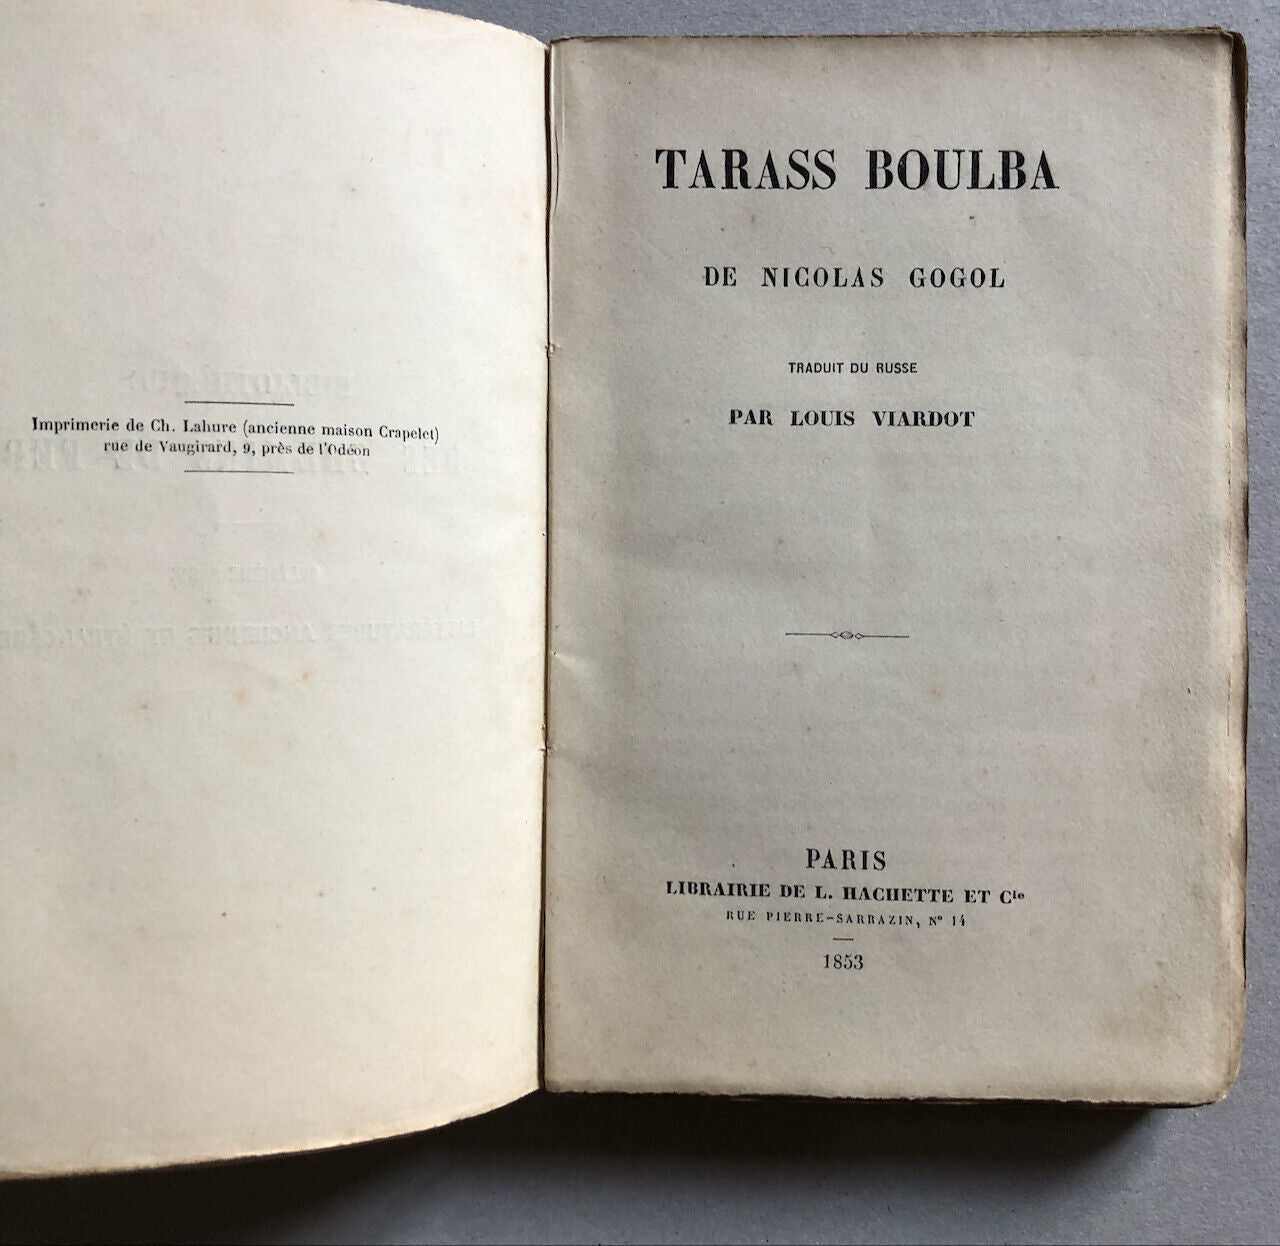 Imprimerie de Ch. Lahure (ancienne maison Crapelet)
rue de Vaugirard, 9, près de l'Odéon
TARASS BOULBA
DE NICOLAS GOGOL
TRADUIT DU RUSSE
PAR LOUIS VIARDOT
PARIS
LIBRAIRIE DE L. HACHETTE ET Cie
RUE PIERRE-SARRAZIN, N° 14
1853